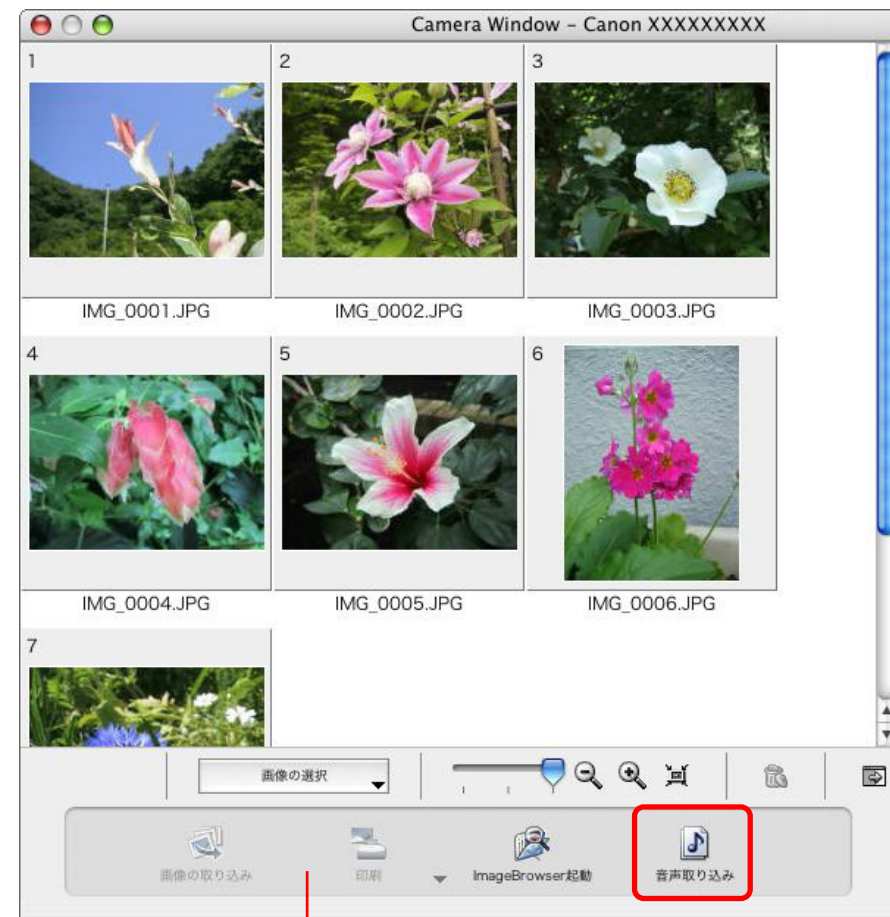 Camera Window – Canon XXXXXXXXX
1
2
3
IMG_0001.JPG
IMG_0002.JPG
IMG_0003.JPG
4
5
6
IMG_0004.JPG
IMG_0005.JPG
IMG_0006.JPG
7
画像の選択
画像の取り込み
印刷
ImageBrowser起動
音声取り込み